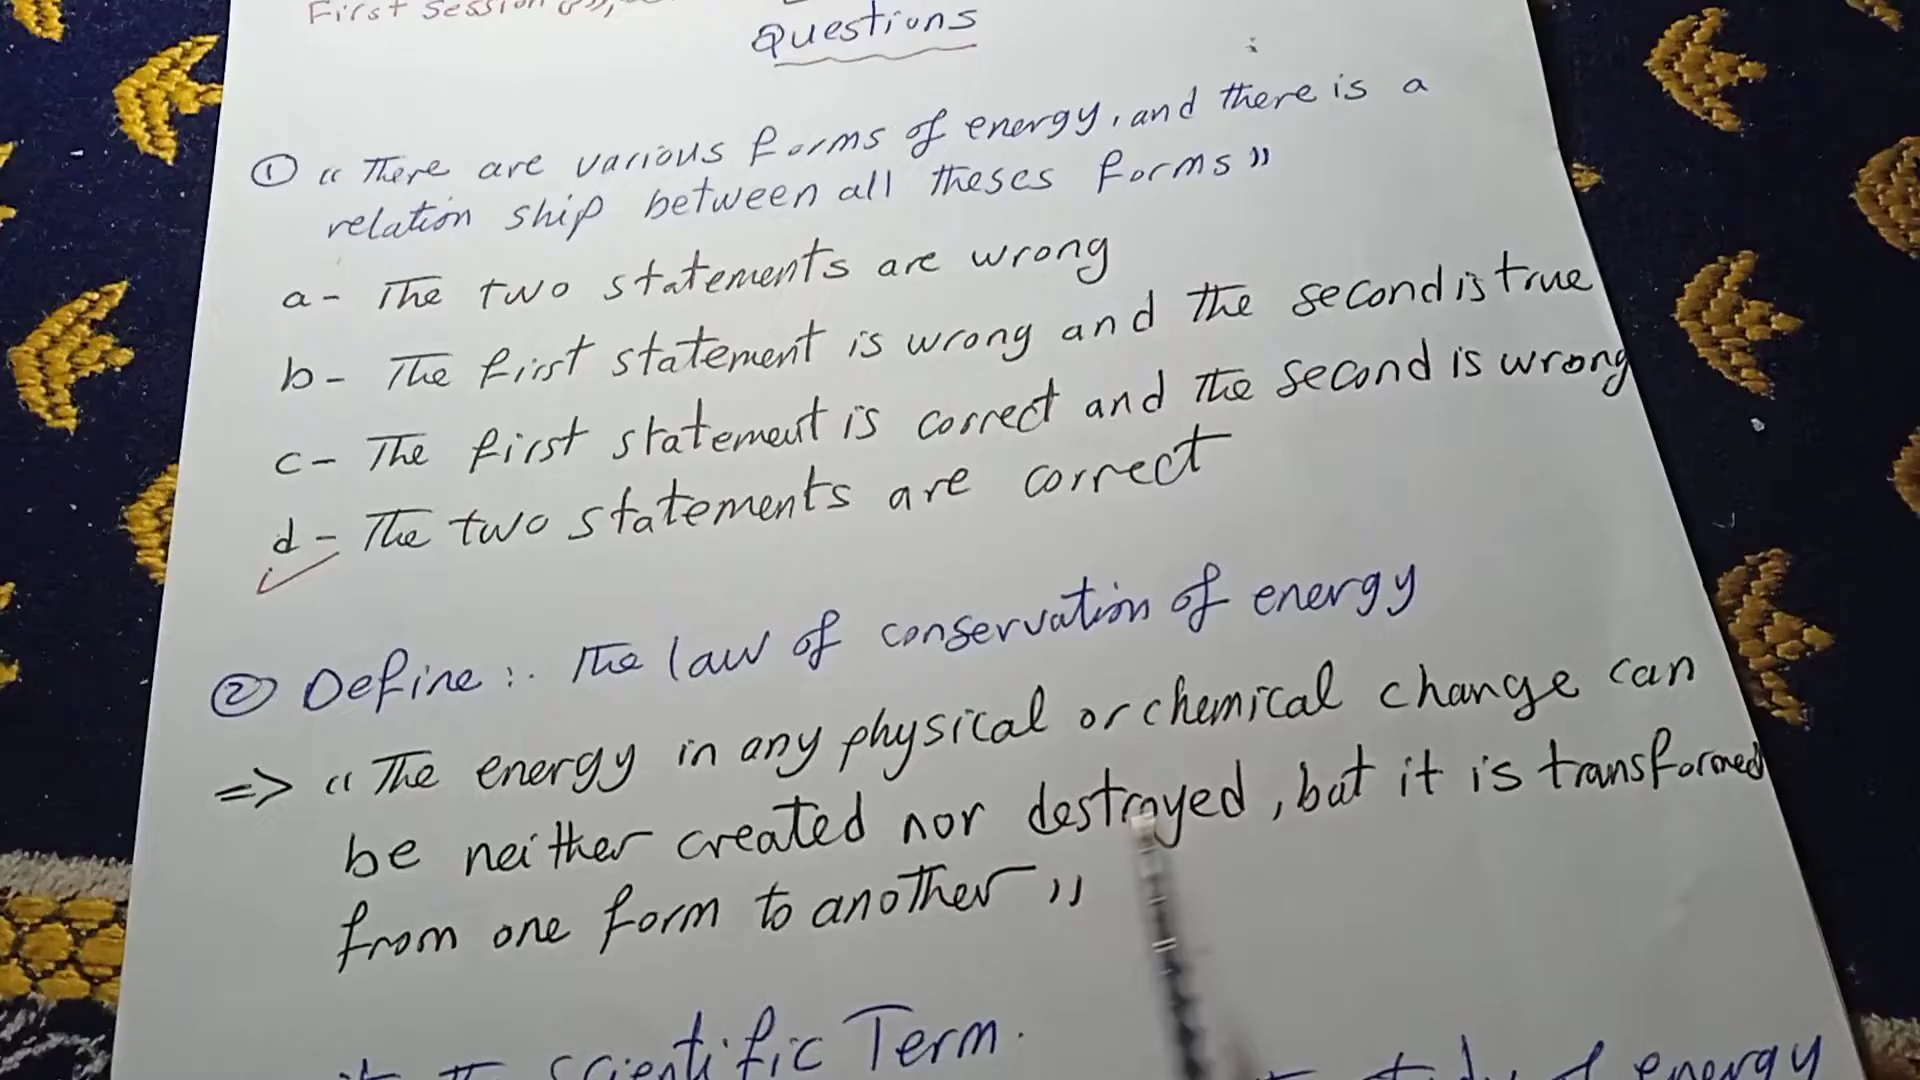 First Session
Questions
① "There are various forms of energy, and there is a
relation ship between all theses forms"
a- The two statements are wrong
b- The first statement is wrong and the second is true
c- The first statement is correct and the second is wrong
d- The two statements are correct
② Define:. The law of conservation of energy
=> "The energy in any physical or chemical change can
be neither created nor destroyed, but it is transformed
from one form to another"
scientific Term.
of energy